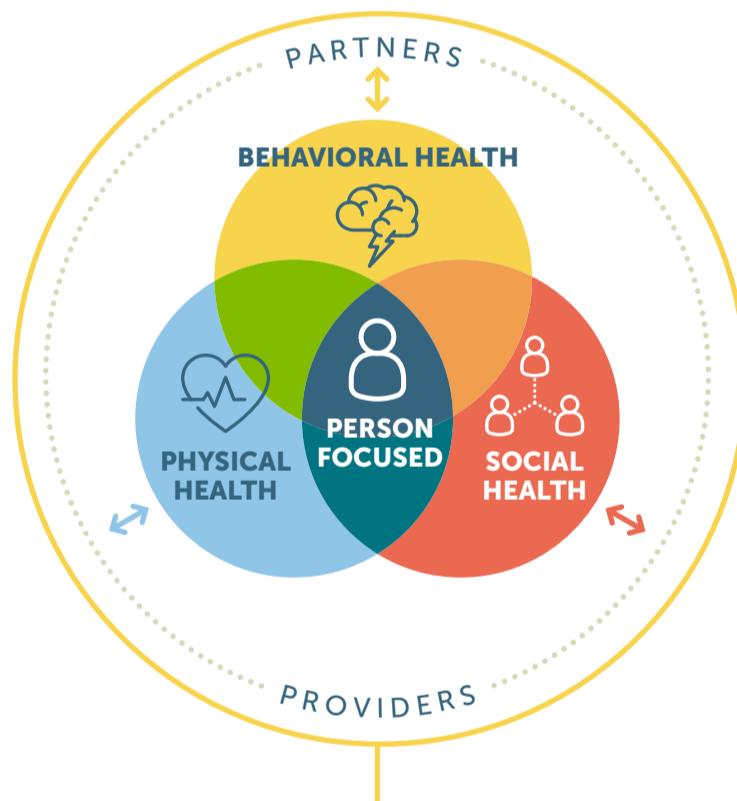 PARTNERS
BEHAVIORAL HEALTH
PERSON
FOCUSED
PHYSICAL
HEALTH
SOCIAL
HEALTH
PROVIDERS